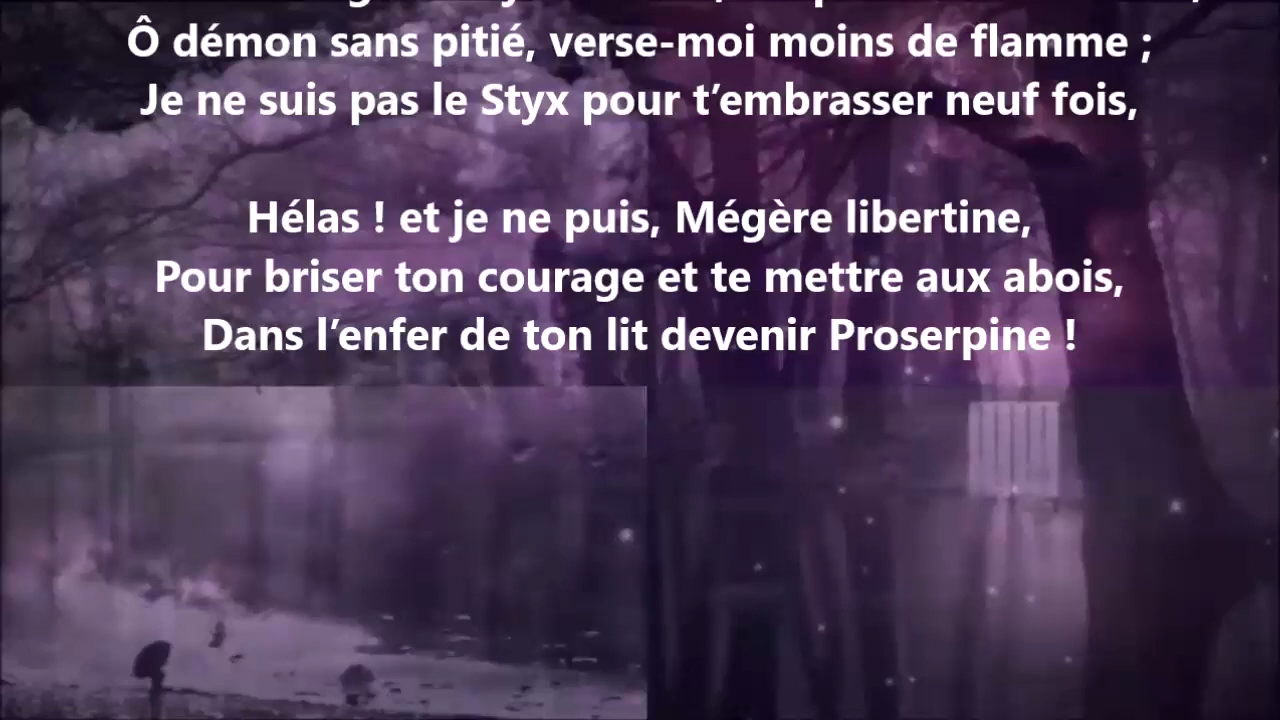 Ô démon sans pitié, verse-moi moins de flamme ;
Je ne suis pas le Styx pour t’embrasser neuf fois,
Hélas ! et je ne puis, Mégère libertine,
Pour briser ton courage et te mettre aux abois,
Dans l’enfer de ton lit devenir Proserpine !